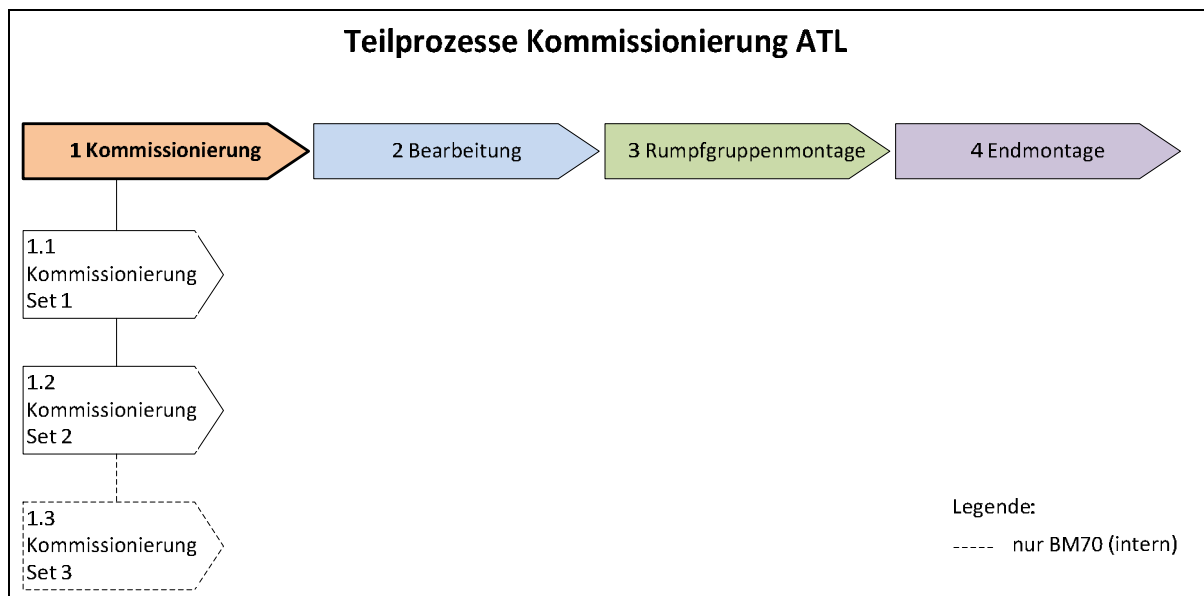 Teilprozesse Kommissionierung ATL
1 Kommissionierung
2 Bearbeitung
3 Rumpfgruppenmontage
4 Endmontage
1.1
Kommissionierung
Set 1
1.2
Kommissionierung
Set 2
1.3
Kommissionierung
Set 3
Legende:
nur BM70 (intern)